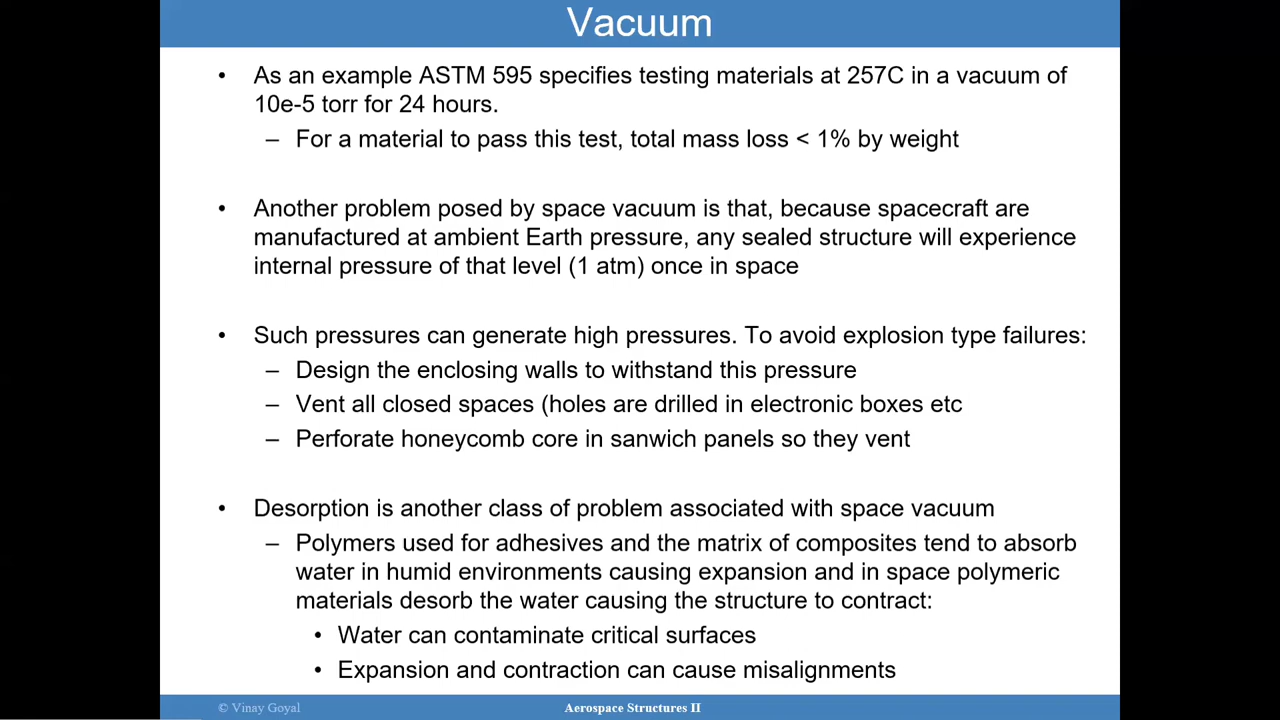 Vacuum
• As an example ASTM 595 specifies testing materials at 257C in a vacuum of
10e-5 torr for 24 hours.
– For a material to pass this test, total mass loss < 1% by weight
• Another problem posed by space vacuum is that, because spacecraft are
manufactured at ambient Earth pressure, any sealed structure will experience
internal pressure of that level (1 atm) once in space
• Such pressures can generate high pressures. To avoid explosion type failures:
– Design the enclosing walls to withstand this pressure
– Vent all closed spaces (holes are drilled in electronic boxes etc
– Perforate honeycomb core in sanwich panels so they vent
• Desorption is another class of problem associated with space vacuum
– Polymers used for adhesives and the matrix of composites tend to absorb
water in humid environments causing expansion and in space polymeric
materials desorb the water causing the structure to contract:
• Water can contaminate critical surfaces
• Expansion and contraction can cause misalignments
© Vinay Goyal
Aerospace Structures II